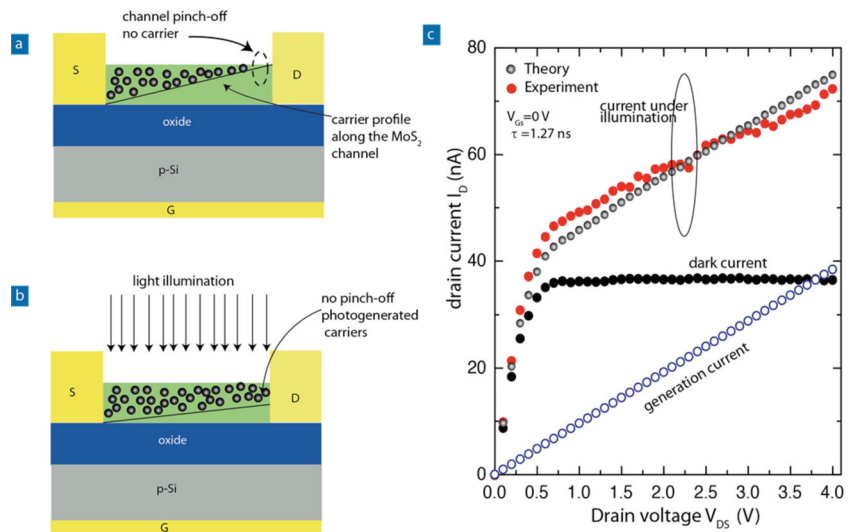 a
channel pinch-off
no carrier
S
D
carrier profile
along the MoS₂
channel
oxide
p-Si
G
b
light illumination
no pinch-off
photogenerated
carriers
S
D
oxide
p-Si
G
c
80
60
40
20
0
drain current I_D (nA)
Theory
Experiment
V_Gs=0 V
τ =1.27 ns
current under
illumination
dark current
generation current
0.0 0.5 1.0 1.5 2.0 2.5 3.0 3.5 4.0
Drain voltage V_DS (V)